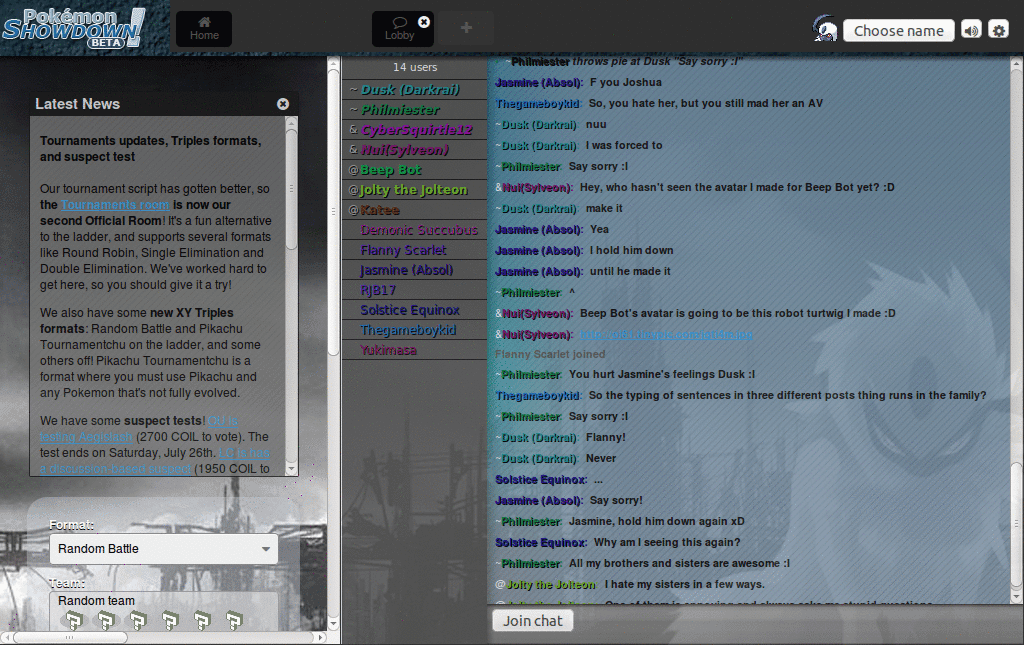 Pokémon
SHOWDOWN!
BETA
Home
Lobby
+
Choose name
Latest News
Tournaments updates, Triples formats,
and suspect test
Our tournament script has gotten better, so
the Tournaments room is now our
second Official Room! It's a fun alternative
to the ladder, and supports several formats
like Round Robin, Single Elimination and
Double Elimination. We've worked hard to
get here, so you should give it a try!
We also have some new XY Triples
formats: Random Battle and Pikachu
Tournamentchu on the ladder, and some
others off! Pikachu Tournamentchu is a
format where you must use Pikachu and
any Pokemon that's not fully evolved.
We have some suspect tests! OU is
testing Aegislash (2700 COIL to vote). The
test ends on Saturday, July 26th.
a discussion-based suspect (1950 COIL to
Format:
Random Battle
Team:
Random team
14 users
~ Dusk (Darkrai)
~ Philmiester
& CyberSquirtle12
& Nui(Sylveon)
@ Beep Bot
@ Jolty the Jolteon
@ Katee
Demonic Succubus
Flanny Scarlet
Jasmine (Absol)
RJB17
Solstice Equinox
Thegameboykid
Yukimasa
~ Philmiester throws pie at Dusk "Say sorry :I"
Jasmine (Absol): F you Joshua
Thegameboykid: So, you hate her, but you still mad her an AV
~Dusk (Darkrai): nuu
~Dusk (Darkrai): I was forced to
~Philmiester: Say sorry :I
&Nui(Sylveon): Hey, who hasn't seen the avatar I made for Beep Bot yet? :D
~Dusk (Darkrai): make it
Jasmine (Absol): Yea
Jasmine (Absol): I hold him down
Jasmine (Absol): until he made it
~Philmiester: ^
&Nui(Sylveon): Beep Bot's avatar is going to be this robot turtwig I made :D
&Nui(Sylveon):
Flanny Scarlet joined
~Philmiester: You hurt Jasmine's feelings Dusk :I
Thegameboykid: So the typing of sentences in three different posts thing runs in the family?
~Philmiester: Say sorry :I
~Dusk (Darkrai): Flanny!
~Dusk (Darkrai): Never
Solstice Equinox: ...
Jasmine (Absol): Say sorry!
~Philmiester: Jasmine, hold him down again xD
Solstice Equinox: Why am I seeing this again?
~Philmiester: All my brothers and sisters are awesome :I
@Jolty the Jolteon: I hate my sisters in a few ways.
One of them is annoying and always asks me stupid questions
Join chat